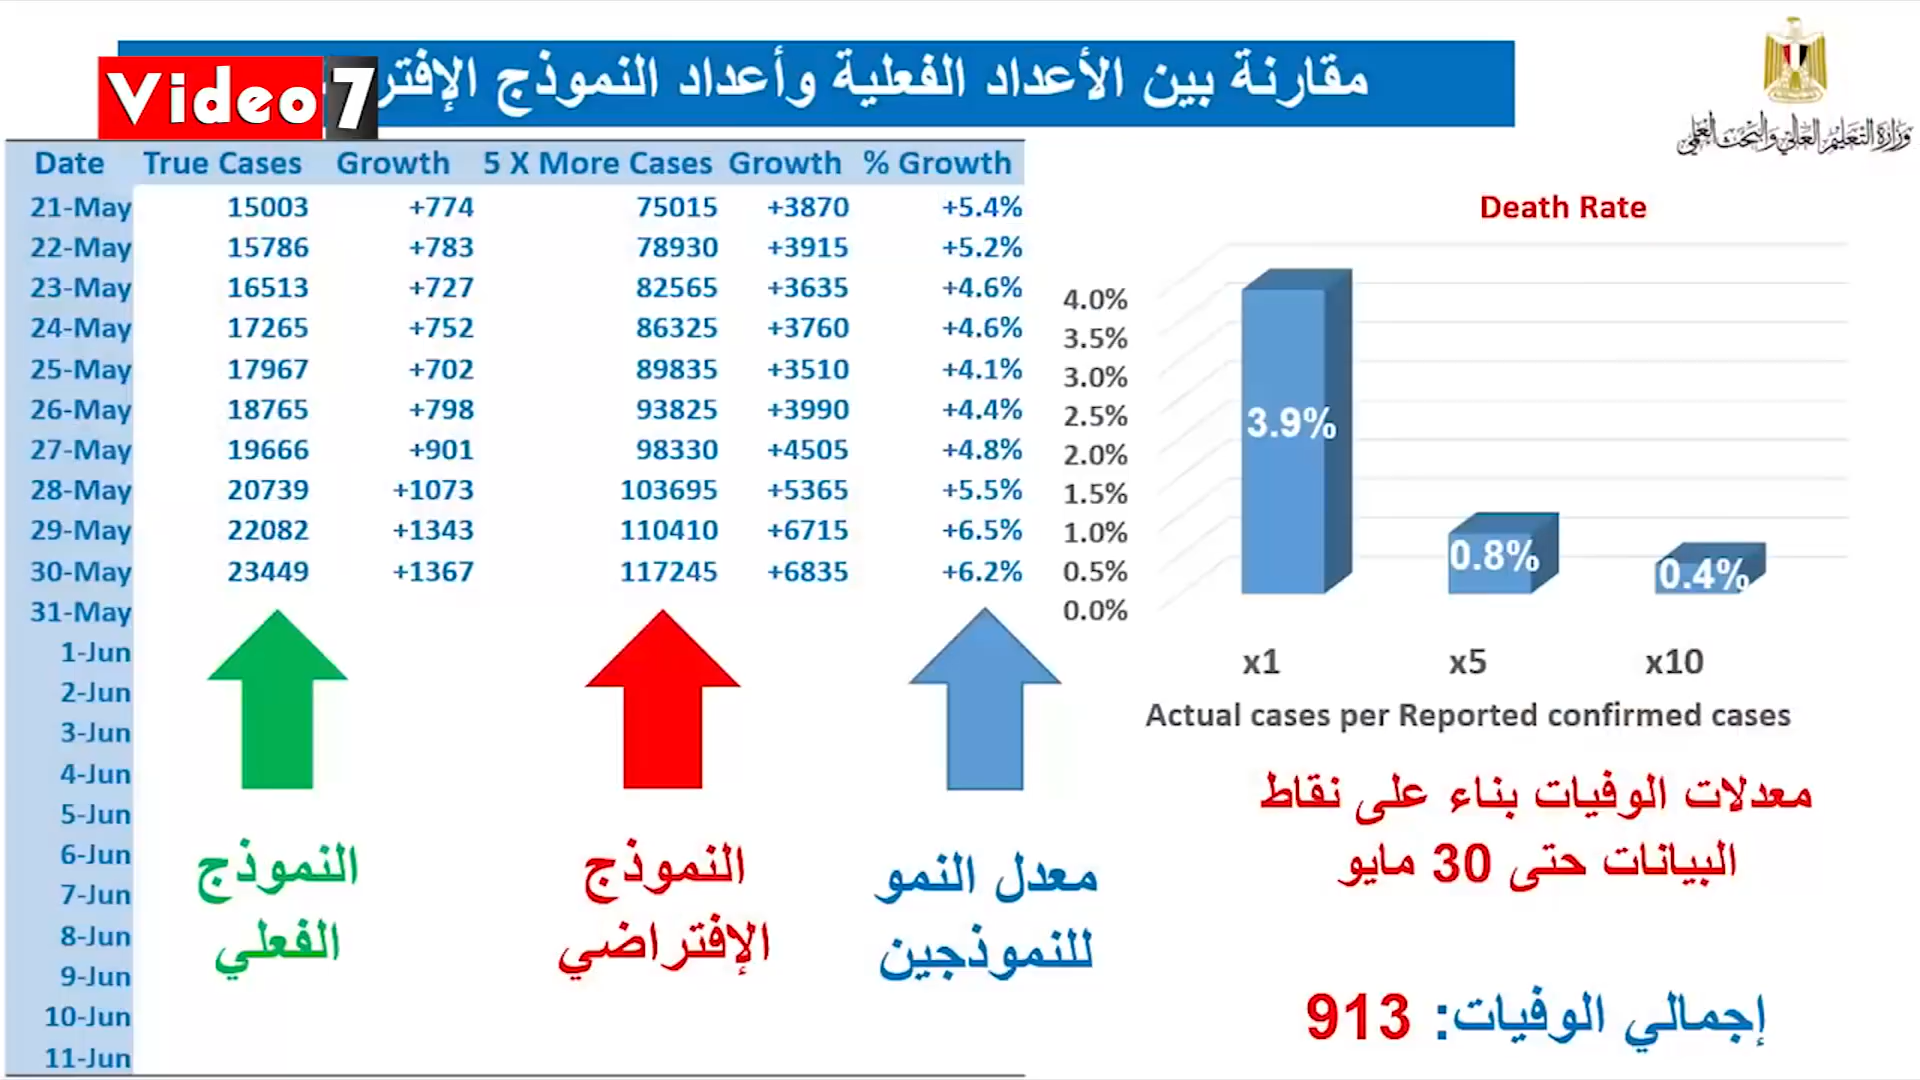 Video 7
مقارنة بين الأعداد الفعلية وأعداد النموذج
وزارة التعليم العالي والبحث العلمي
Date True Cases Growth 5 X More Cases Growth % Growth
21-May 15003 +774 75015 +3870 +5.4%
22-May 15786 +783 78930 +3915 +5.2%
23-May 16513 +727 82565 +3635 +4.6%
24-May 17265 +752 86325 +3760 +4.6%
25-May 17967 +702 89835 +3510 +4.1%
26-May 18765 +798 93825 +3990 +4.4%
27-May 19666 +901 98330 +4505 +4.8%
28-May 20739 +1073 103695 +5365 +5.5%
29-May 22082 +1343 110410 +6715 +6.5%
30-May 23449 +1367 117245 +6835 +6.2%
31-May
1-Jun
2-Jun
3-Jun
4-Jun
5-Jun
6-Jun
7-Jun
8-Jun
9-Jun
10-Jun
11-Jun
النموذج
الفعلي
النموذج
الإفتراضي
معدل النمو
للنموذجين
Death Rate
4.0%
3.5%
3.0%
2.5%
2.0%
1.5%
1.0%
0.5%
0.0%
3.9%
0.8%
0.4%
x1 x5 x10
Actual cases per Reported confirmed cases
معدلات الوفيات بناء على نقاط
البيانات حتى 30 مايو
إجمالي الوفيات: 913